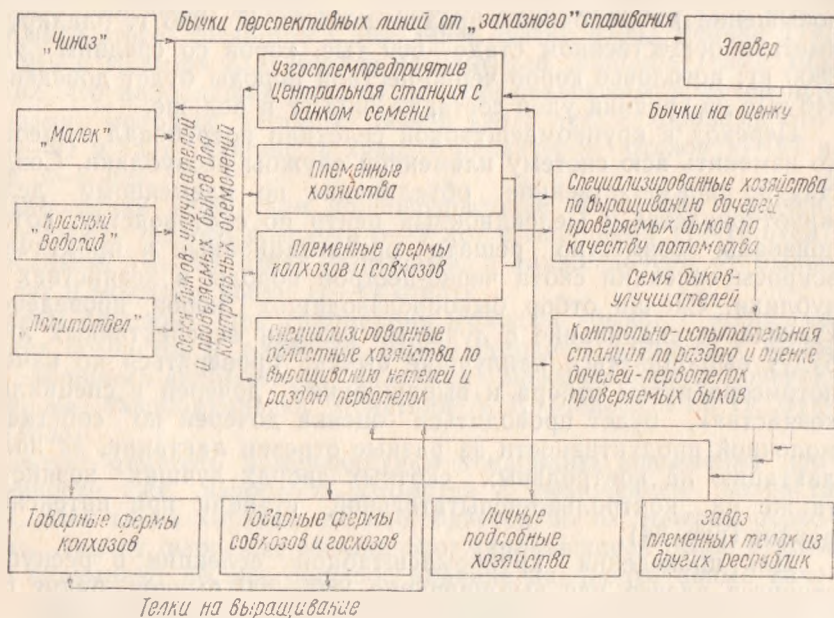 Бычки перспективных линий от „заказного" спаривания
„Чиназ"
„Малек"
„Красный
Водопад"
„Политотдел"
Семя быков-улучшателей
и проверяемых быков для
контрольных осеменений
Узгосплемпредприятие
Центральная станция с
банком семени
Племенные
хозяйства
Племенные фермы
колхозов и совхозов
Специализированные
областные хозяйства по
выращиванию нетелей и
раздою первотелок
Элевер
Бычки на оценку
Специализированные хозяйства
по выращиванию дочерей
проверяемых быков по
качеству потомства
Семя быков-
улучшателей
Контрольно-испытательная
станция по раздою и оценке
дочерей-первотелок
проверяемых быков
Товарные фермы
колхозов
Товарные фермы
совхозов и госхозов
Личные
подсобные
хозяйства
Завоз
племенных телок из
других республик
Телки на выращивание